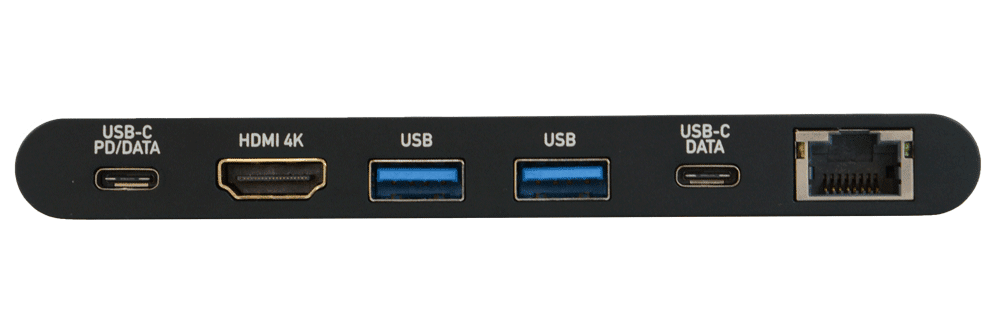 USB-C
PD/DATA
HDMI 4K
USB
USB
USB-C
DATA